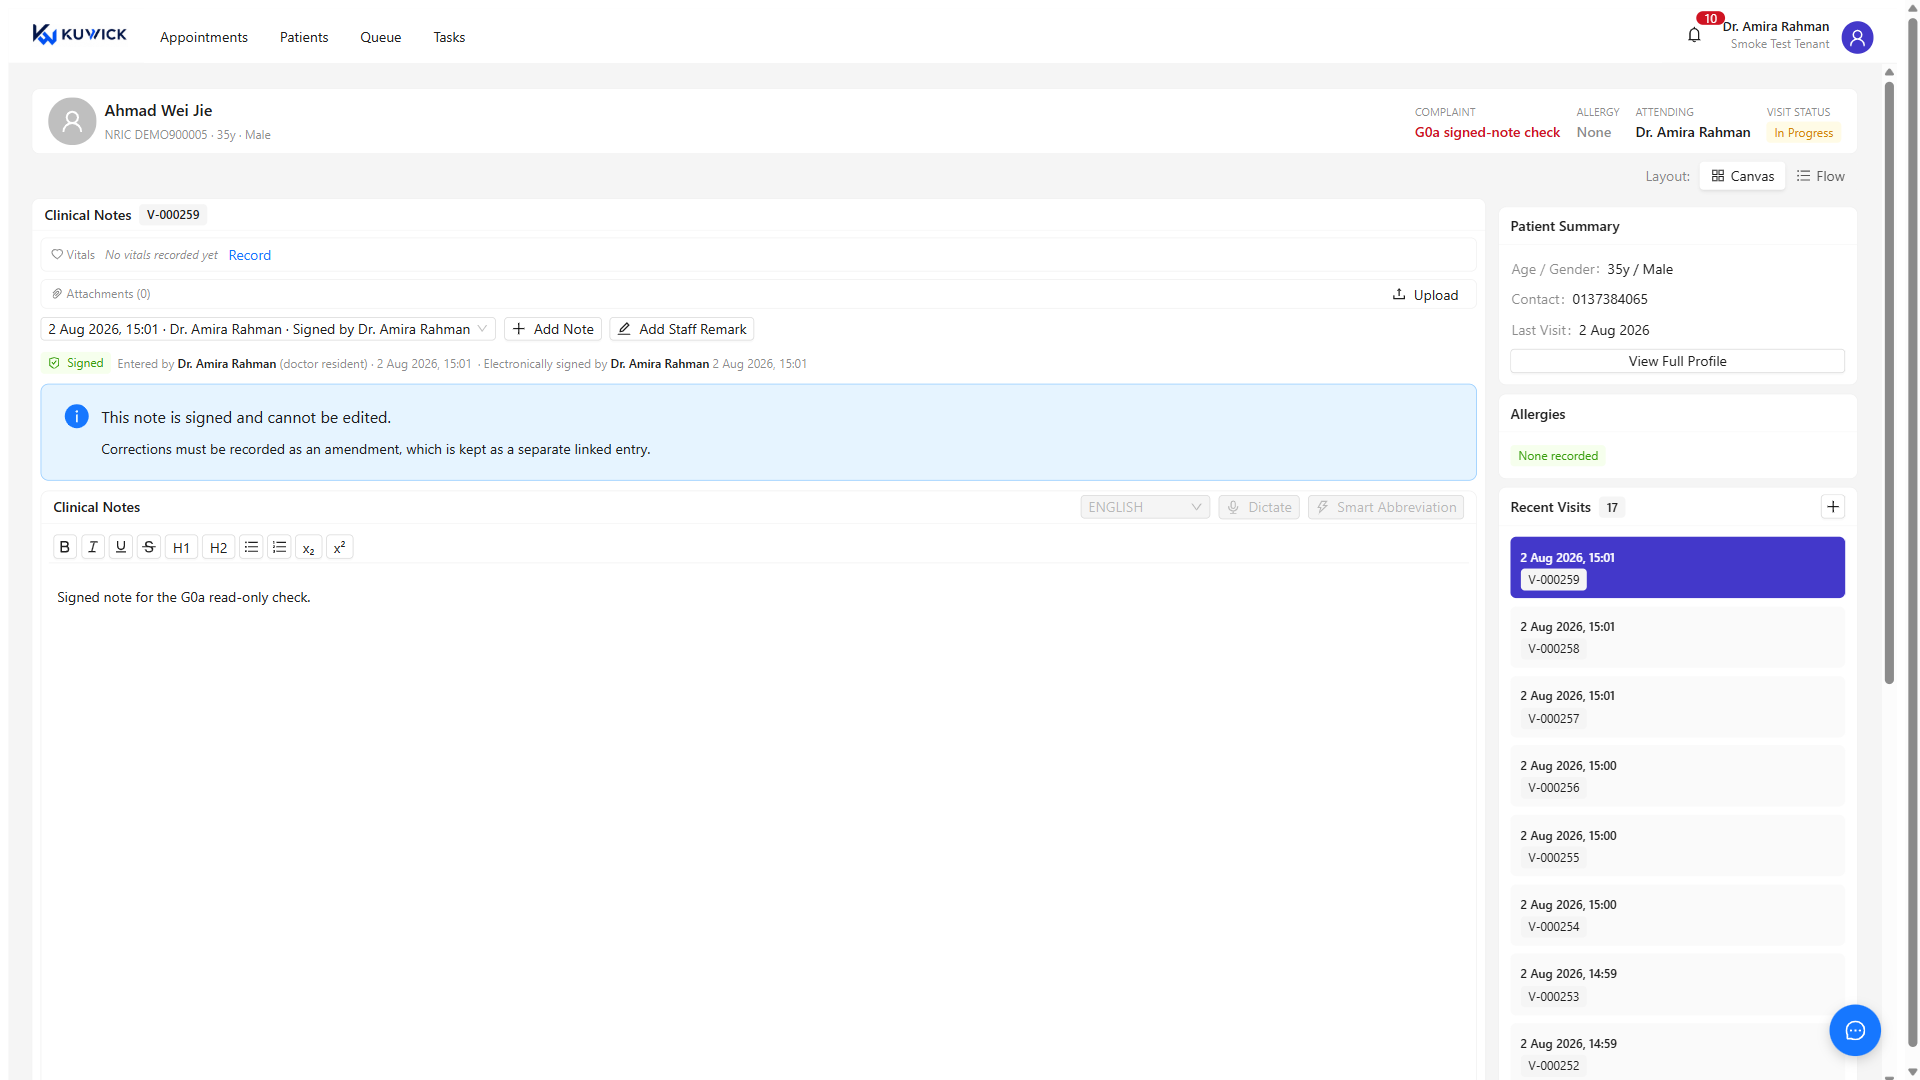 KUWICK
Appointments
Patients
Queue
Tasks
10
Dr. Amira Rahman
Smoke Test Tenant
Ahmad Wei Jie
NRIC DEMO900005 · 35y · Male
COMPLAINT
G0a signed-note check
ALLERGY
None
ATTENDING
Dr. Amira Rahman
VISIT STATUS
In Progress
Layout:
Canvas
Flow
Clinical Notes V-000259
Vitals No vitals recorded yet Record
Attachments (0)
Upload
2 Aug 2026, 15:01 · Dr. Amira Rahman · Signed by Dr. Amira Rahman
Add Note
Add Staff Remark
Signed Entered by Dr. Amira Rahman (doctor resident) · 2 Aug 2026, 15:01 · Electronically signed by Dr. Amira Rahman 2 Aug 2026, 15:01
This note is signed and cannot be edited.
Corrections must be recorded as an amendment, which is kept as a separate linked entry.
Clinical Notes
ENGLISH
Dictate
Smart Abbreviation
B I U S H1 H2 x₂ x²
Signed note for the G0a read-only check.
Patient Summary
Age / Gender: 35y / Male
Contact: 0137384065
Last Visit: 2 Aug 2026
View Full Profile
Allergies
None recorded
Recent Visits 17
2 Aug 2026, 15:01
V-000259
2 Aug 2026, 15:01
V-000258
2 Aug 2026, 15:01
V-000257
2 Aug 2026, 15:00
V-000256
2 Aug 2026, 15:00
V-000255
2 Aug 2026, 15:00
V-000254
2 Aug 2026, 14:59
V-000253
2 Aug 2026, 14:59
V-000252